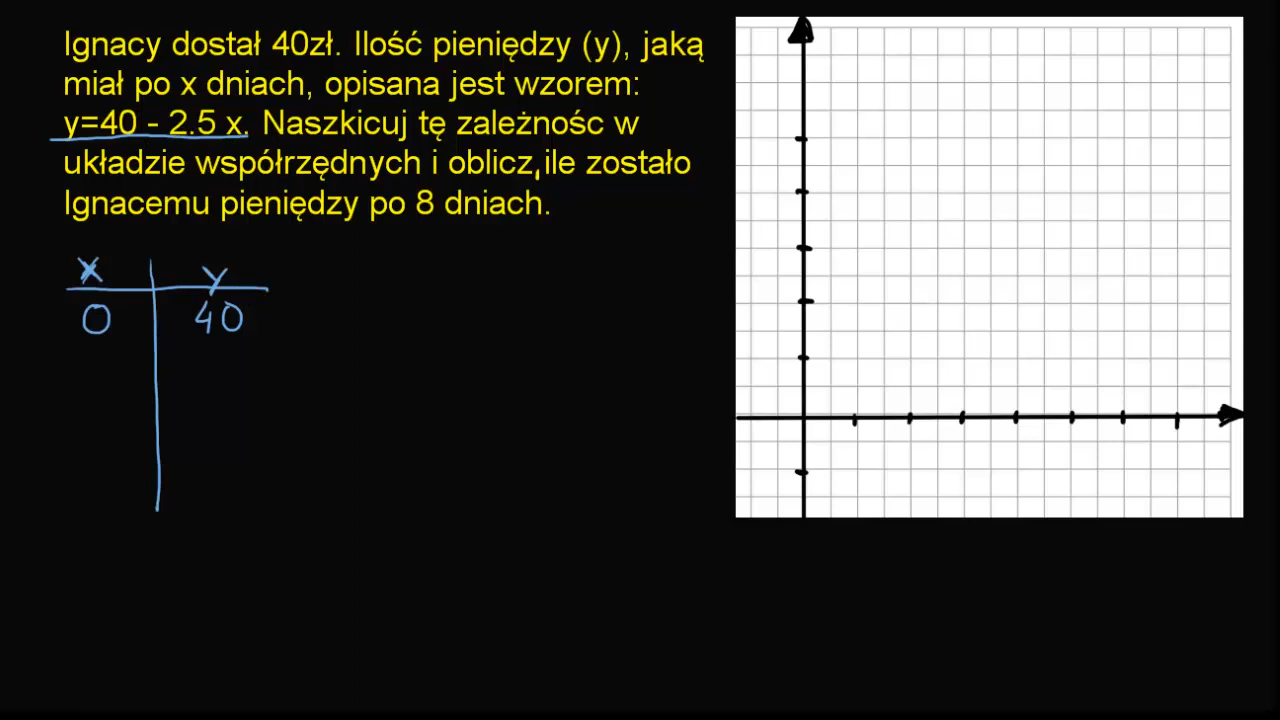 Ignacy dostał 40zł. Ilość pieniędzy (y), jaką
miał po x dniach, opisana jest wzorem:
y=40 - 2.5 x. Naszkicuj tę zależnośc w
układzie współrzędnych i oblicz,ile zostało
Ignacemu pieniędzy po 8 dniach.
x y
0 40